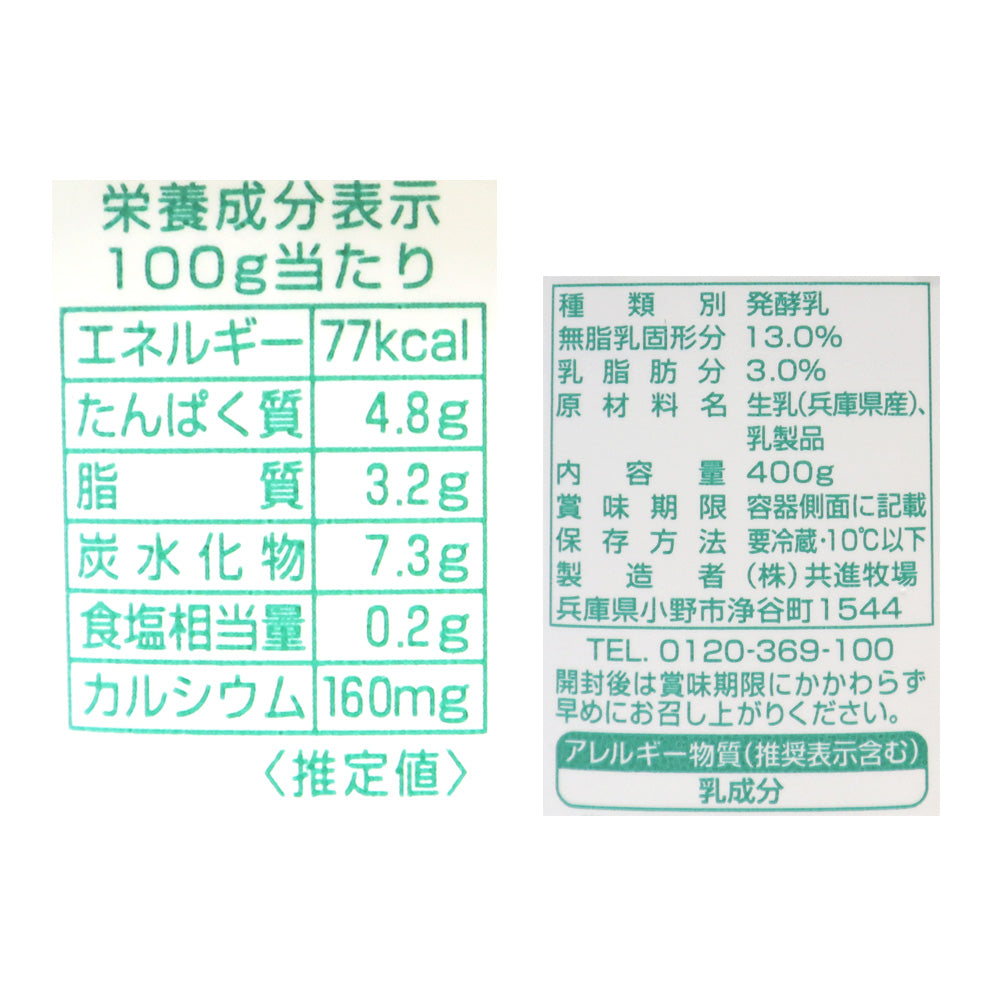 栄養成分表示
100g当たり
エネルギー 77kcal
たんぱく質 4.8g
脂質 3.2g
炭水化物 7.3g
食塩相当量 0.2g
カルシウム 160mg
〈推定値〉
種類別 発酵乳
無脂乳固形分 13.0%
乳脂肪分 3.0%
原材料名 生乳(兵庫県産)、
乳製品
内容量 400g
賞味期限 容器側面に記載
保存方法 要冷蔵・10℃以下
製造者 (株)共進牧場
兵庫県小野市浄谷町1544
TEL. 0120-369-100
開封後は賞味期限にかかわらず
早めにお召し上がりください。
アレルギー物質(推奨表示含む)
乳成分